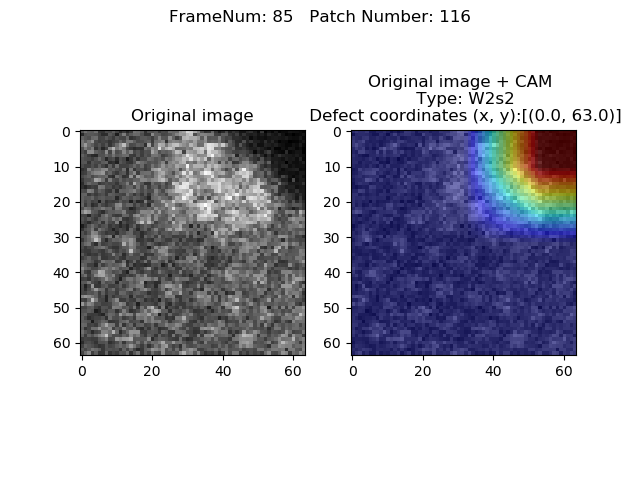 FrameNum: 85   Patch Number: 116
Original image
Original image + CAM
Type: W2s2
Defect coordinates (x, y):[(0.0, 63.0)]
0
10
20
30
40
50
60
0 20 40 60
0
10
20
30
40
50
60
0 20 40 60